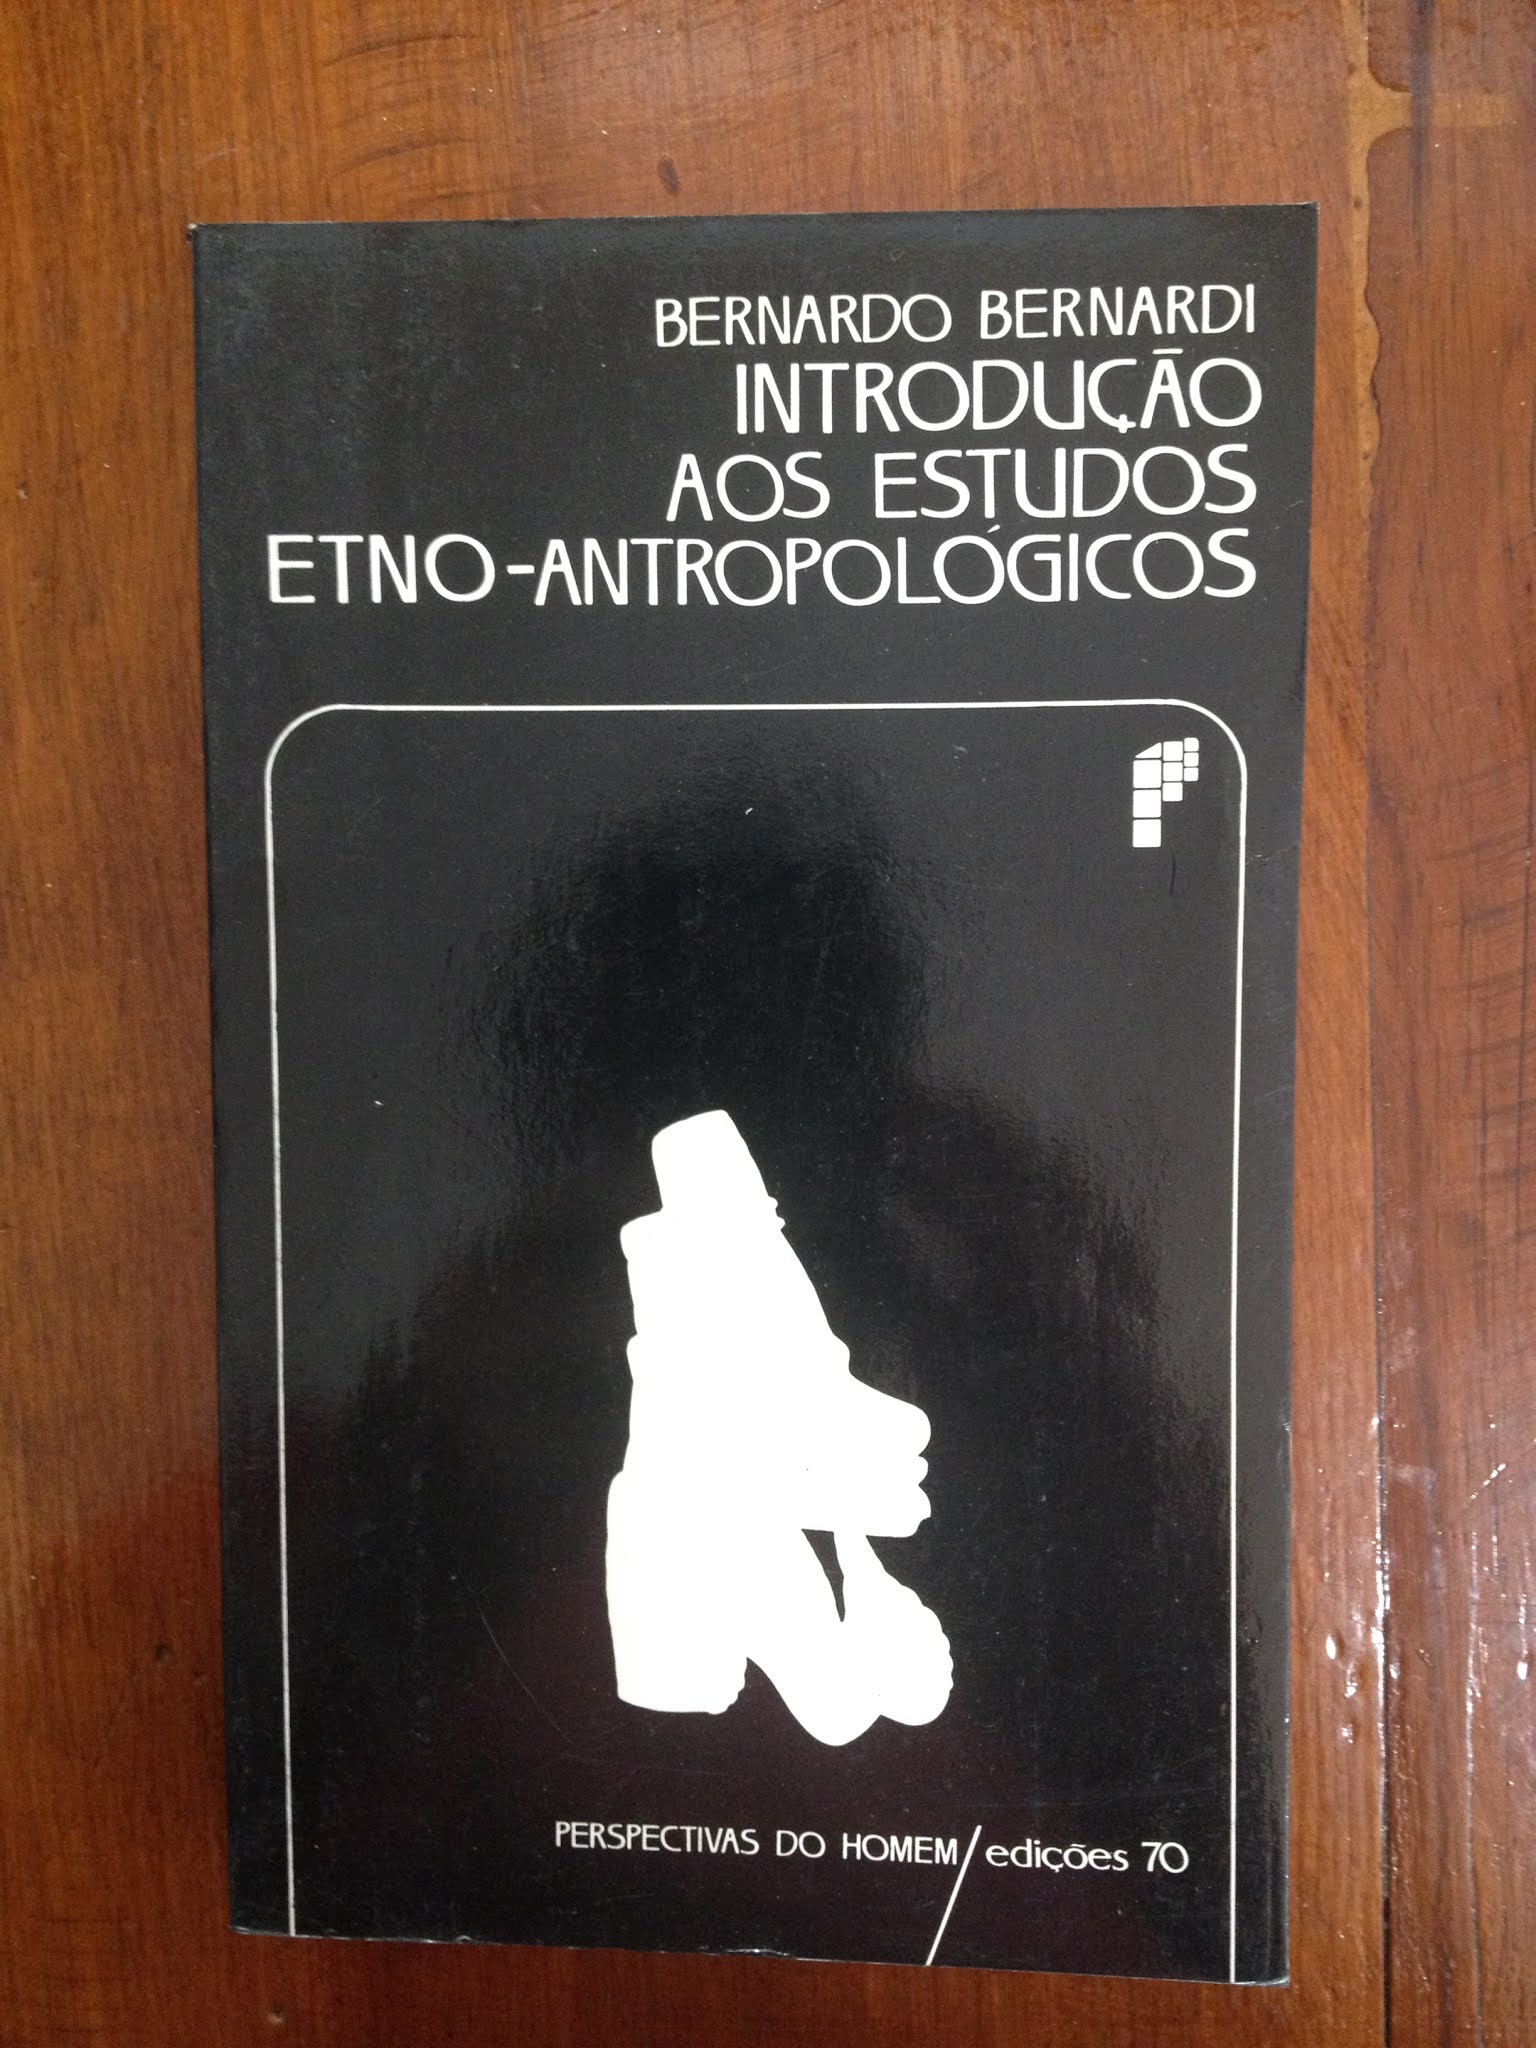 BERNARDO BERNARDI
INTRODUÇÃO
AOS ESTUDOS
ETNO-ANTROPOLÓGICOS
PERSPECTIVAS DO HOMEM/edições 70